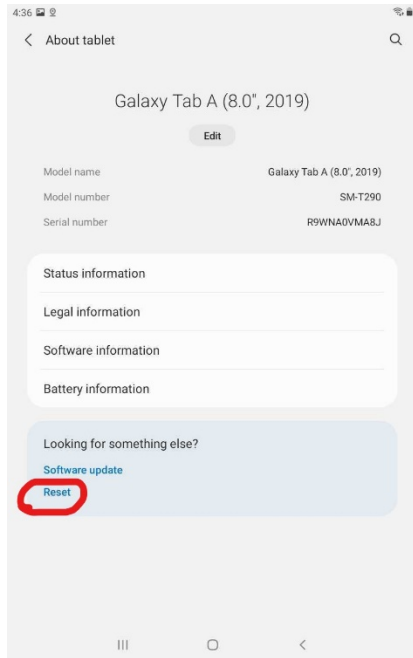 4:36
About tablet
Galaxy Tab A (8.0", 2019)
Edit
Model name Galaxy Tab A (8.0", 2019)
Model number SM-T290
Serial number R9WNA0VMA8J
Status information
Legal information
Software information
Battery information
Looking for something else?
Software update
Reset